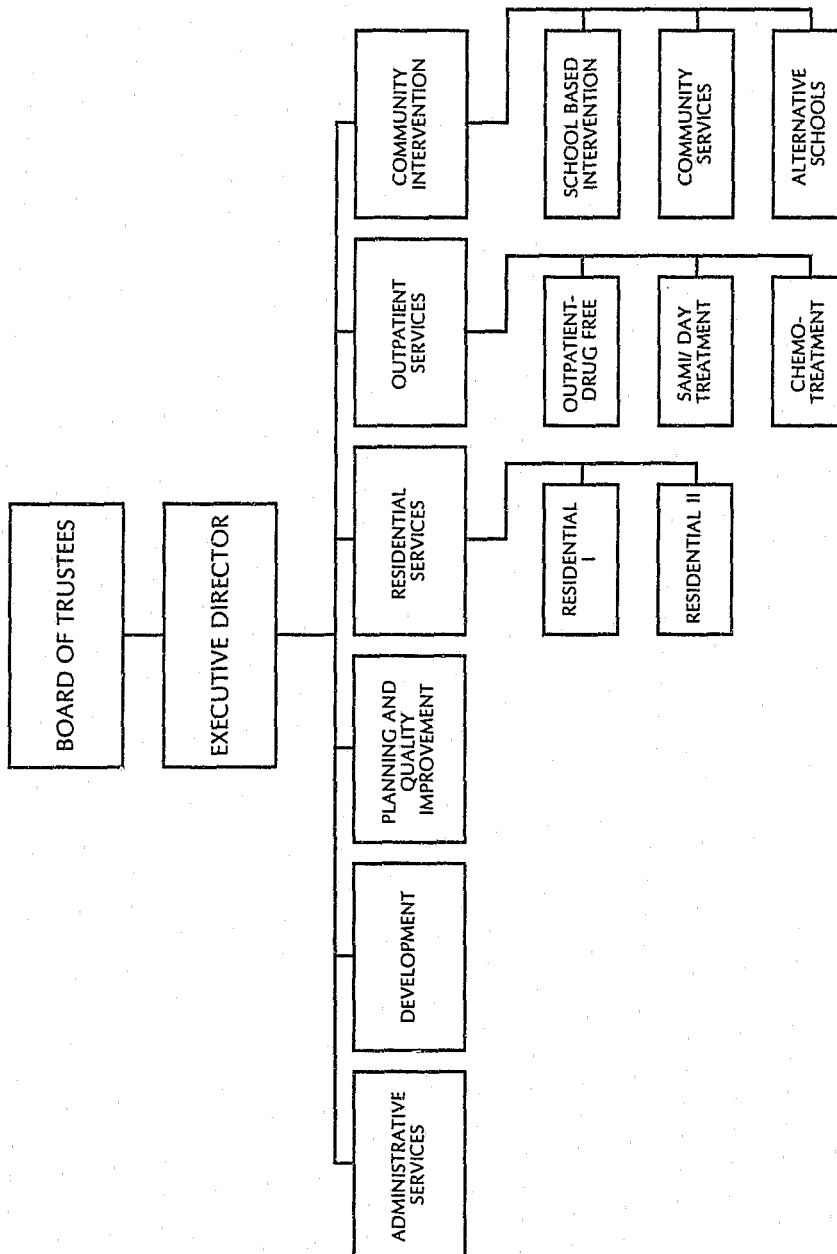 BOARD OF TRUSTEES
EXECUTIVE DIRECTOR
ADMINISTRATIVE
SERVICES
DEVELOPMENT
PLANNING AND
QUALITY
IMPROVEMENT
RESIDENTIAL
SERVICES
OUTPATIENT
SERVICES
COMMUNITY
INTERVENTION
RESIDENTIAL
I
RESIDENTIAL II
OUTPATIENT-
DRUG FREE
SAMI/ DAY
TREATMENT
CHEMO-
TREATMENT
SCHOOL BASED
INTERVENTION
COMMUNITY
SERVICES
ALTERNATIVE
SCHOOLS